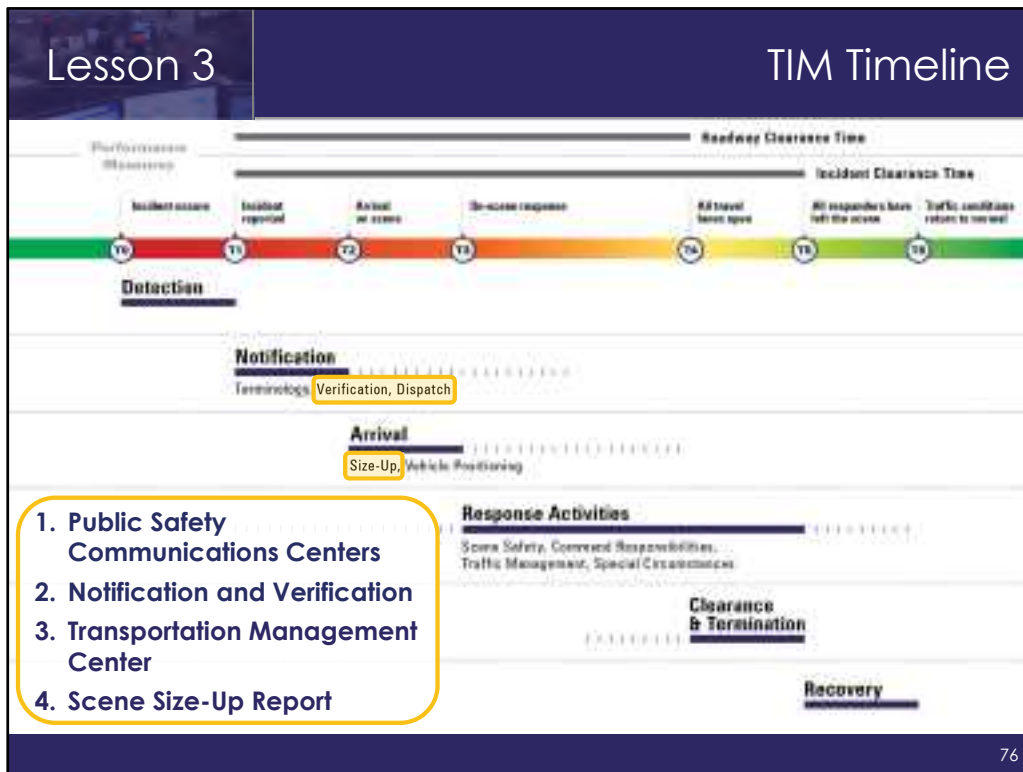 Lesson 3
TIM Timeline
Performance
Measures
Roadway Clearance Time
Incident Clearance Time
Incident occurs
Incident
reported
Arrival
on scene
On-scene response
All travel
lanes open
All responders have
left the scene
Traffic conditions
return to normal
T0
T1
T2
T3
T4
T5
T6
Detection
Notification
Terminology, Verification, Dispatch
Arrival
Size-Up, Vehicle Positioning
Response Activities
Scene Safety, Command Responsibilities,
Traffic Management, Special Circumstances
Clearance
& Termination
Recovery
1. Public Safety
Communications Centers
2. Notification and Verification
3. Transportation Management
Center
4. Scene Size-Up Report
76